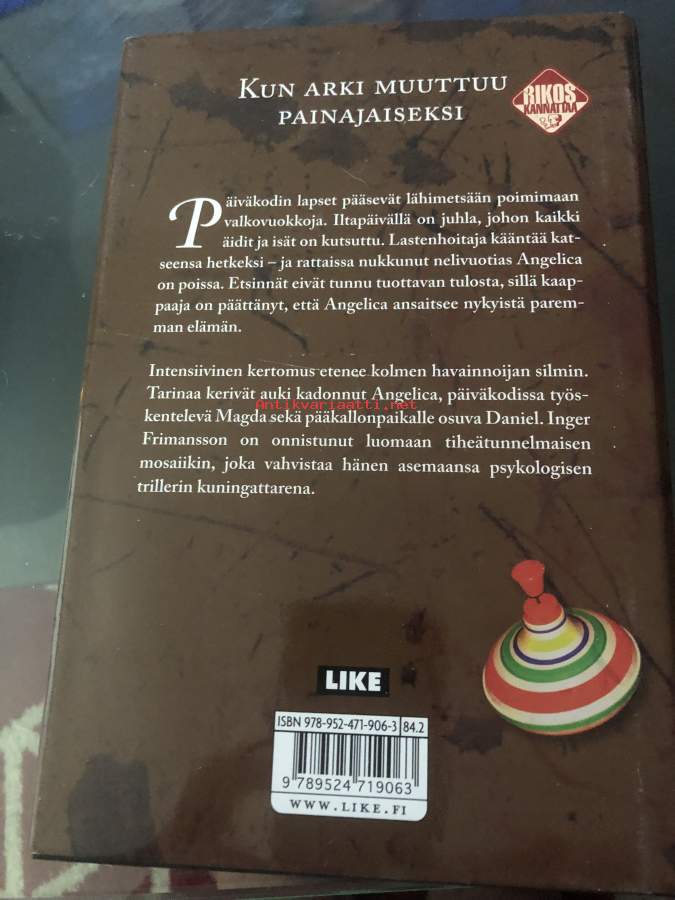 KUN ARKI MUUTTUU
PAINAJAISEKSI
RIKOS
KANNATTAA
Päiväkodin lapset pääsevät lähimetsään poimimaan
valkovuokkoja. Iltapäivällä on juhla, johon kaikki
äidit ja isät on kutsuttu. Lastenhoitaja kääntää kat-
seensa hetkeksi – ja rattaissa nukkunut nelivuotias Angelica
on poissa. Etsinnät eivät tunnu tuottavan tulosta, sillä kaap-
paaja on päättänyt, että Angelica ansaitsee nykyistä parem-
man elämän.
Intensiivinen kertomus etenee kolmen havainnoijan silmin.
Tarinaa kerivät auki kadonnut Angelica, päiväkodissa työs-
Antikvariaatti.net
kentelevä Magda sekä pääkallonpaikalle osuva Daniel. Inger
Frimansson on onnistunut luomaan tiheätunnelmaisen
mosaiikin, joka vahvistaa hänen asemaansa psykologisen
trillerin kuningattarena.
LIKE
ISBN 978-952-471-906-3 84.2
9 789524 719063
WWW.LIKE.FI